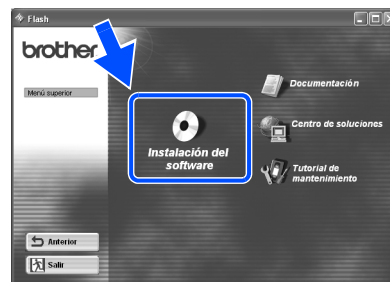 Flash
brother
Menú superior
Documentación
Centro de soluciones
Instalación del
software
Tutorial de
mantenimiento
Anterior
Salir